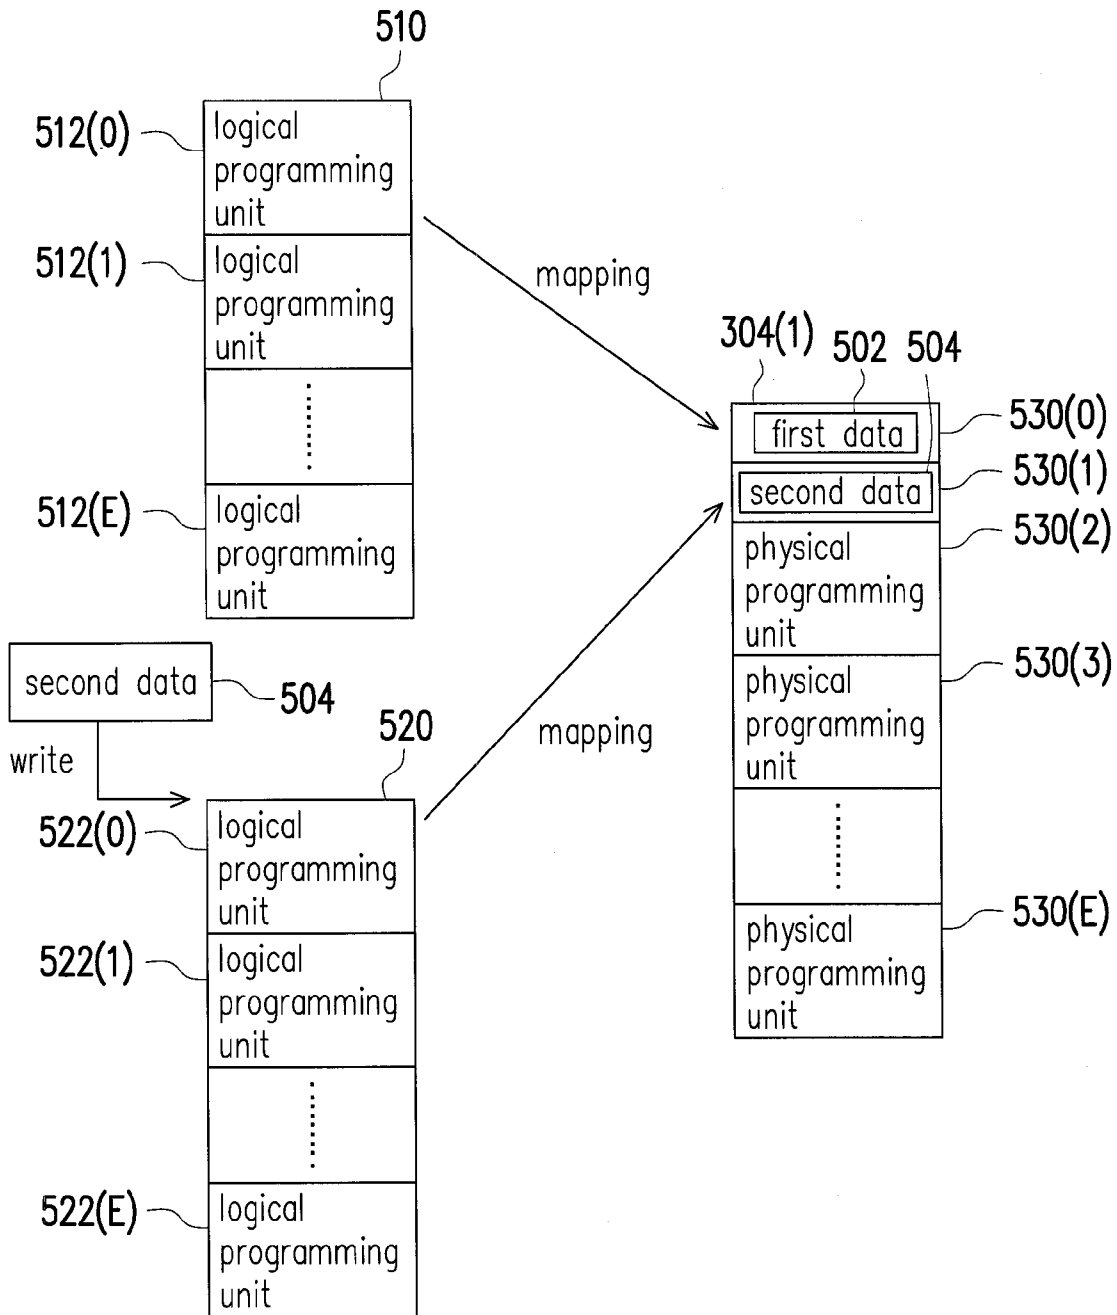 510
512(0)
logical
programming
unit
512(1)
logical
programming
unit
512(E)
logical
programming
unit
mapping
304(1)
502
504
first data
530(0)
second data
530(1)
530(2)
physical
programming
unit
530(3)
physical
programming
unit
530(E)
physical
programming
unit
second data
504
write
mapping
520
522(0)
logical
programming
unit
522(1)
logical
programming
unit
522(E)
logical
programming
unit